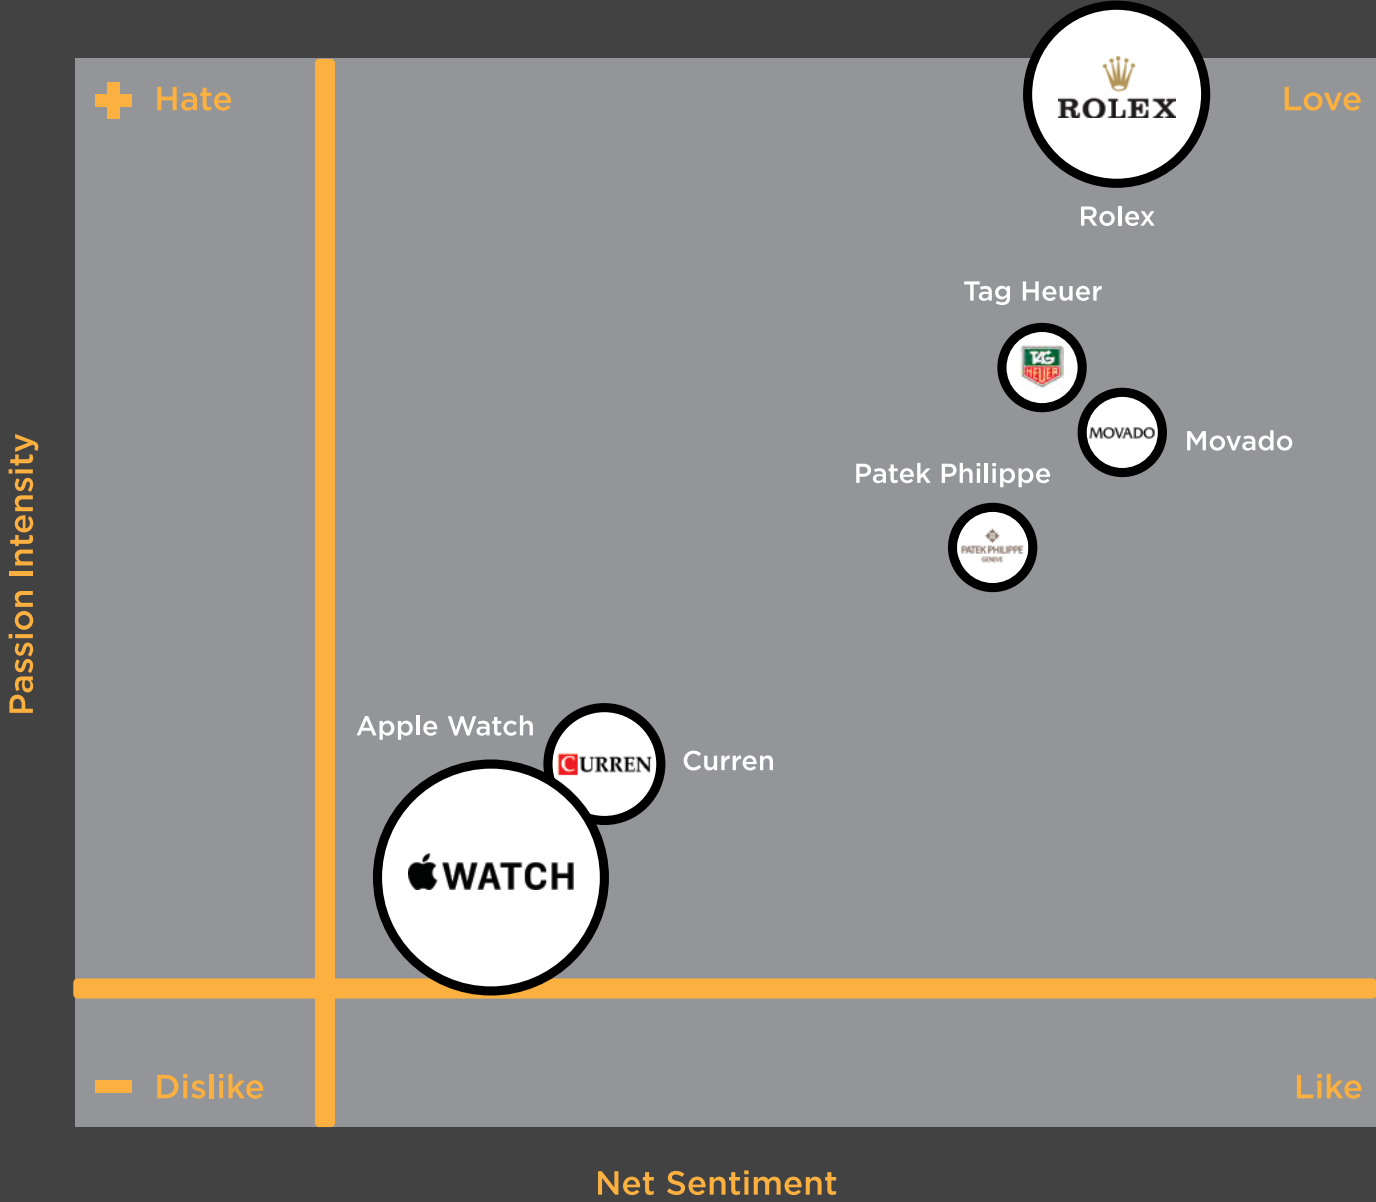 Hate
Love
ROLEX
Rolex
Tag Heuer
TAG
HEUER
MOVADO
Movado
Patek Philippe
PATEK PHILIPPE
GENEVE
Passion Intensity
Apple Watch
CURREN
Curren
WATCH
Dislike
Like
Net Sentiment